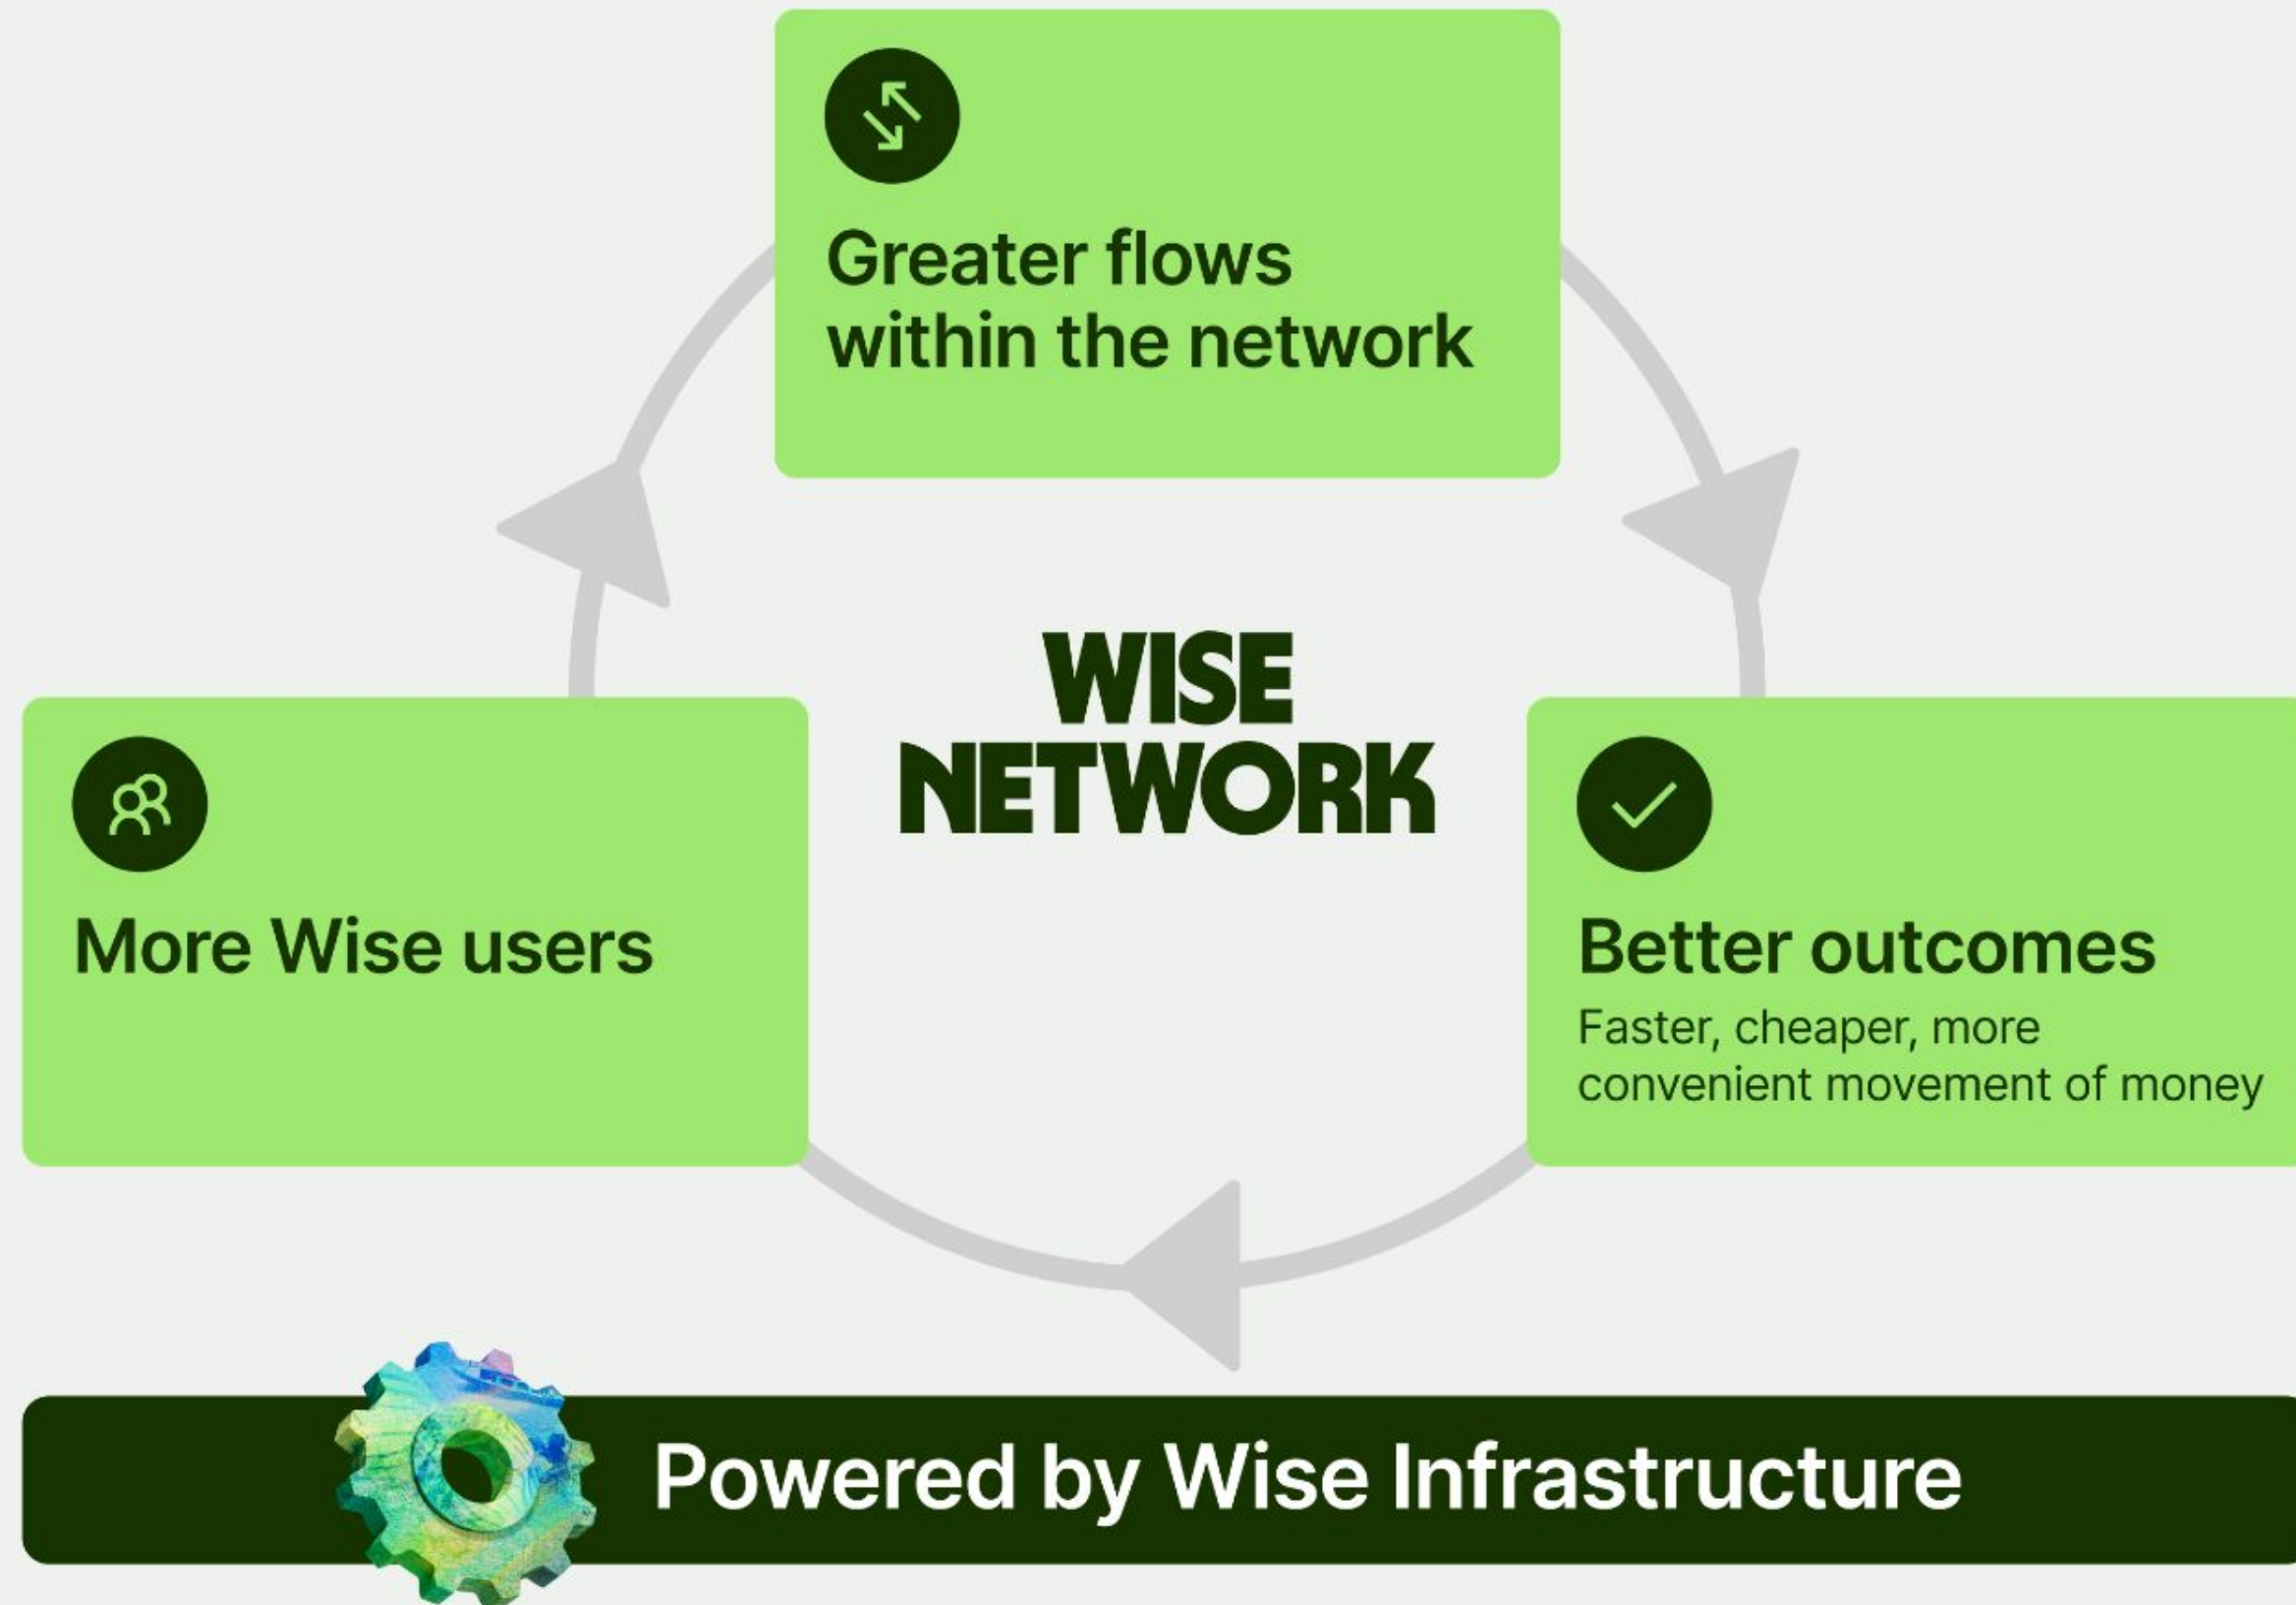 Greater flows
within the network
WISE
NETWORK
More Wise users
Better outcomes
Faster, cheaper, more
convenient movement of money
Powered by Wise Infrastructure